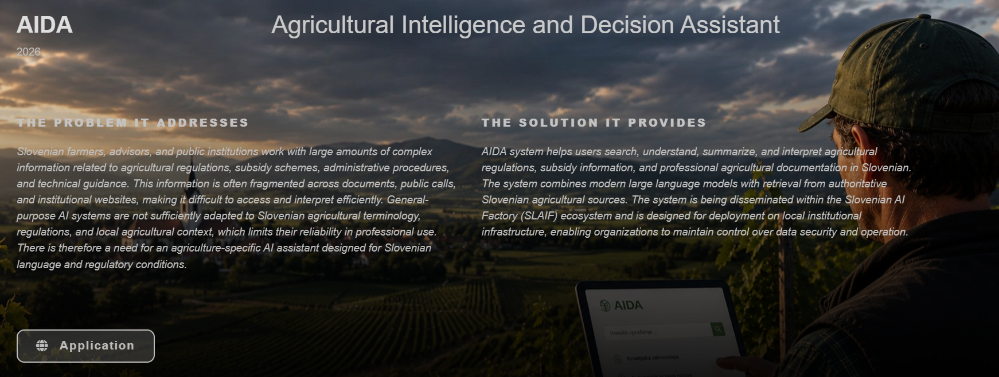 AIDA
Agricultural Intelligence and Decision Assistant
2026
THE PROBLEM IT ADDRESSES
Slovenian farmers, advisors, and public institutions work with large amounts of complex
information related to agricultural regulations, subsidy schemes, administrative procedures,
and technical guidance. This information is often fragmented across documents, public calls,
and institutional websites, making it difficult to access and interpret efficiently. General-
purpose AI systems are not sufficiently adapted to Slovenian agricultural terminology,
regulations, and local agricultural context, which limits their reliability in professional use.
There is therefore a need for an agriculture-specific AI assistant designed for Slovenian
language and regulatory conditions.
THE SOLUTION IT PROVIDES
AIDA system helps users search, understand, summarize, and interpret agricultural
regulations, subsidy information, and professional agricultural documentation in Slovenian.
The system combines modern large language models with retrieval from authoritative
Slovenian agricultural sources. The system is being disseminated within the Slovenian AI
Factory (SLAIF) ecosystem and is designed for deployment on local institutional
infrastructure, enabling organizations to maintain control over data security and operation.
Application
AIDA
Vnesite vprašanje ...
Kmetijska zakonodaja